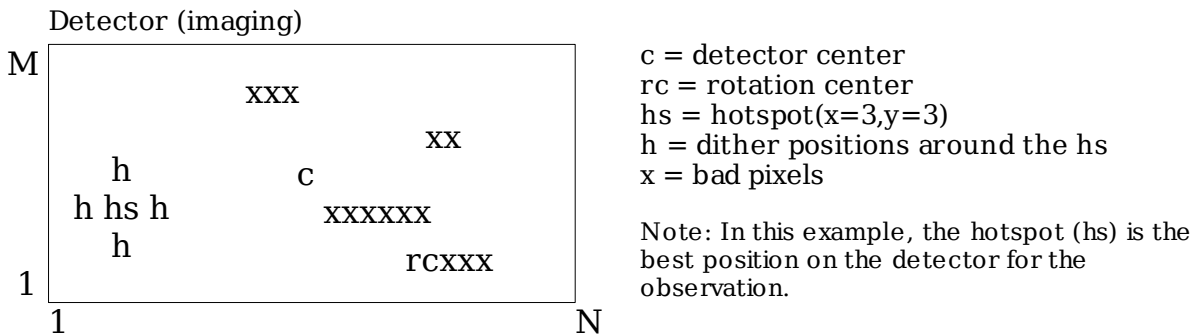 Detector (imaging)
M
xxx
xx
h
c
h hs h
xxxxxx
h
rcxxx
1
1
N
c = detector center
rc = rotation center
hs = hotspot(x=3,y=3)
h = dither positions around the hs
x = bad pixels
Note: In this example, the hotspot (hs) is the
best position on the detector for the
observation.